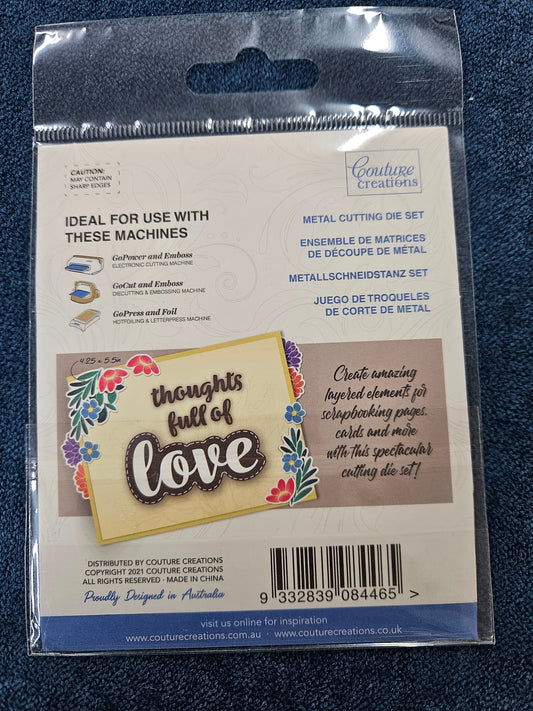 CAUTION:
MAY CONTAIN
SHARP EDGES
Couture
creations
IDEAL FOR USE WITH
THESE MACHINES
GoPower and Emboss
ELECTRONIC CUTTING MACHINE
GoCut and Emboss
DIECUTTING & EMBOSSING MACHINE
GoPress and Foil
HOTFOILING & LETTERPRESS MACHINE
METAL CUTTING DIE SET
ENSEMBLE DE MATRICES
DE DÉCOUPE DE MÉTAL
METALLSCHNEIDSTANZ SET
JUEGO DE TROQUELES
DE CORTE DE METAL
4.25 x 5.5in
thoughts
full of
love
Create amazing
layered elements for
scrapbooking pages,
cards and more
with this spectacular
cutting die set!
DISTRIBUTED BY COUTURE CREATIONS
COPYRIGHT 2021 COUTURE CREATIONS
ALL RIGHTS RESERVED · MADE IN CHINA
Proudly Designed in Australia
9 332839 084465 >
visit us online for inspiration
www.couturecreations.com.au · www.couturecreations.co.uk